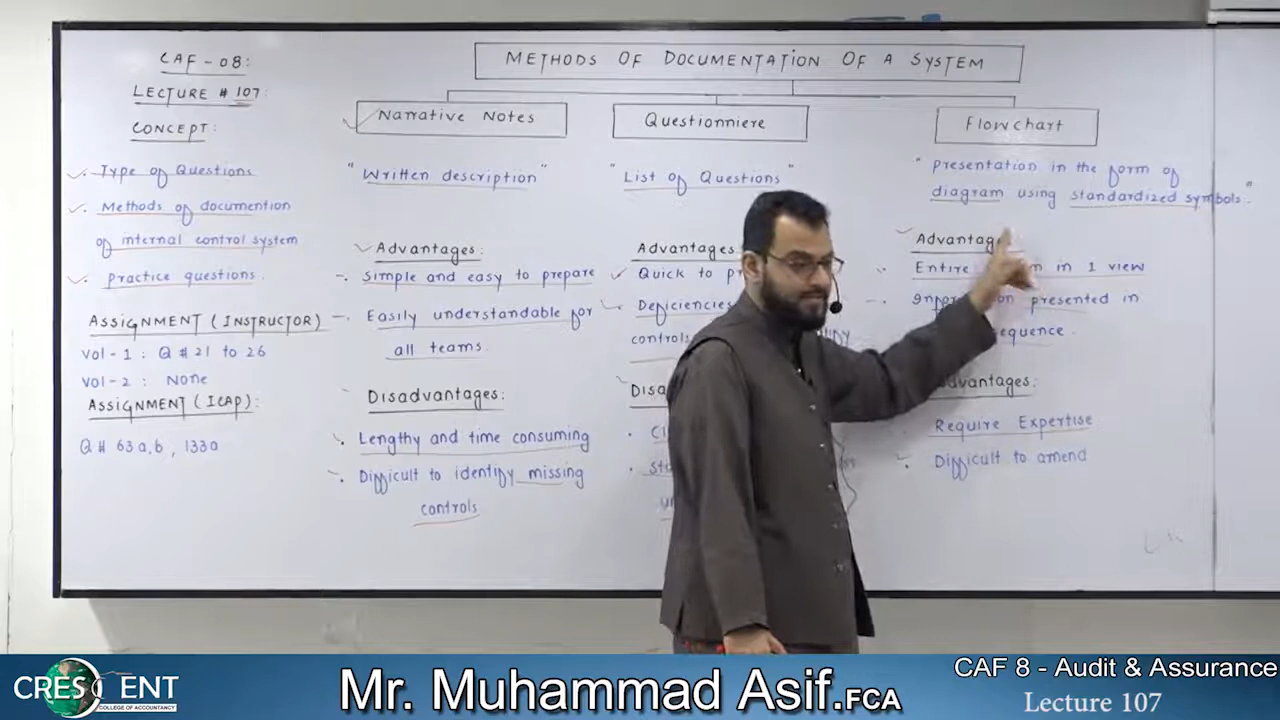 CAF - 08:
LECTURE # 107:
CONCEPT:
Type of Questions
Methods of documention
of internal control system
practice questions
ASSIGNMENT (INSTRUCTOR)
Vol - 1 : Q # 21 to 26
Vol - 2 : None
ASSIGNMENT (ICAP):
Q# 63a,b , 133a
METHODS OF DOCUMENTATION OF A SYSTEM
Narrative Notes
"Written description"
Advantages:
Simple and easy to prepare
Easily understandable for
all teams
Disadvantages:
Lengthy and time consuming
Difficult to identify missing
controls
Questionniere
"List of Questions"
Advantages:
Quick to
Deficiencies
controls
Flowchart
"presentation in the form of
diagram using standardized symbols."
Advantages
Entire in 1 view
presented in
Require Expertise
Difficult to amend
CRESCENT
COLLEGE OF ACCOUNTANCY
Mr. Muhammad Asif.FCA
CAF 8 - Audit & Assurance
Lecture 107